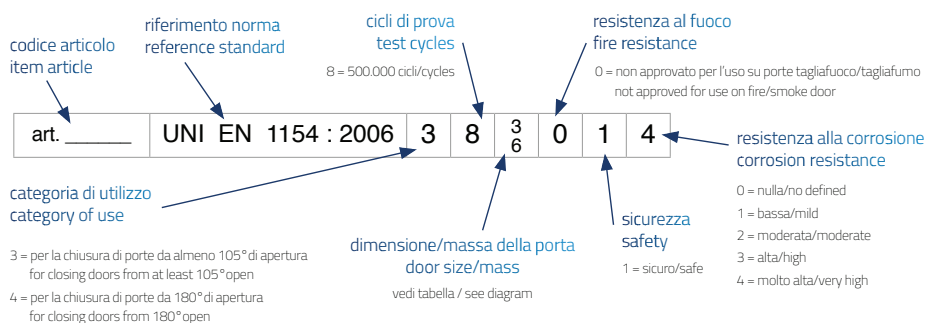 codice articolo
item article
riferimento norma
reference standard
cicli di prova
test cycles
8 = 500.000 cicli/cycles
resistenza al fuoco
fire resistance
0 = non approvato per l'uso su porte tagliafuoco/tagliafumo
not approved for use on fire/smoke door
art. ______ UNI EN 1154 : 2006 3 8 3 0 1 4
6
categoria di utilizzo
category of use
3 = per la chiusura di porte da almeno 105° di apertura
for closing doors from at least 105° open
4 = per la chiusura di porte da 180° di apertura
for closing doors from 180° open
dimensione/massa della porta
door size/mass
vedi tabella / see diagram
sicurezza
safety
1 = sicuro/safe
resistenza alla corrosione
corrosion resistance
0 = nulla/no defined
1 = bassa/mild
2 = moderata/moderate
3 = alta/high
4 = molto alta/very high